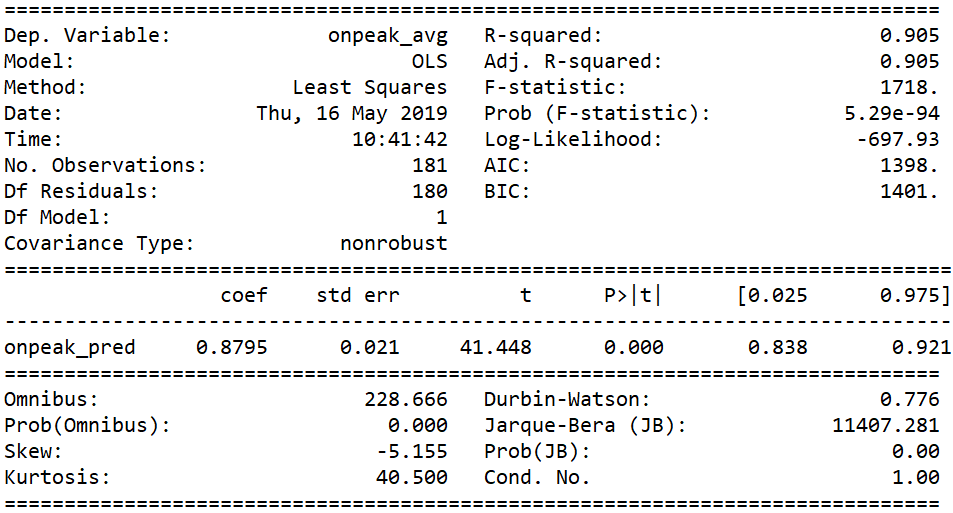 ==============================================================================
Dep. Variable:             onpeak_avg   R-squared:                       0.905
Model:                            OLS   Adj. R-squared:                  0.905
Method:                 Least Squares   F-statistic:                     1718.
Date:                Thu, 16 May 2019   Prob (F-statistic):           5.29e-94
Time:                        10:41:42   Log-Likelihood:                -697.93
No. Observations:                 181   AIC:                             1398.
Df Residuals:                     180   BIC:                             1401.
Df Model:                           1
Covariance Type:            nonrobust
===============================================================================
                  coef    std err          t      P>|t|      [0.025      0.975]
-------------------------------------------------------------------------------
onpeak_pred     0.8795      0.021     41.448      0.000       0.838       0.921
==============================================================================
Omnibus:                      228.666   Durbin-Watson:                   0.776
Prob(Omnibus):                  0.000   Jarque-Bera (JB):            11407.281
Skew:                          -5.155   Prob(JB):                         0.00
Kurtosis:                      40.500   Cond. No.                         1.00
==============================================================================